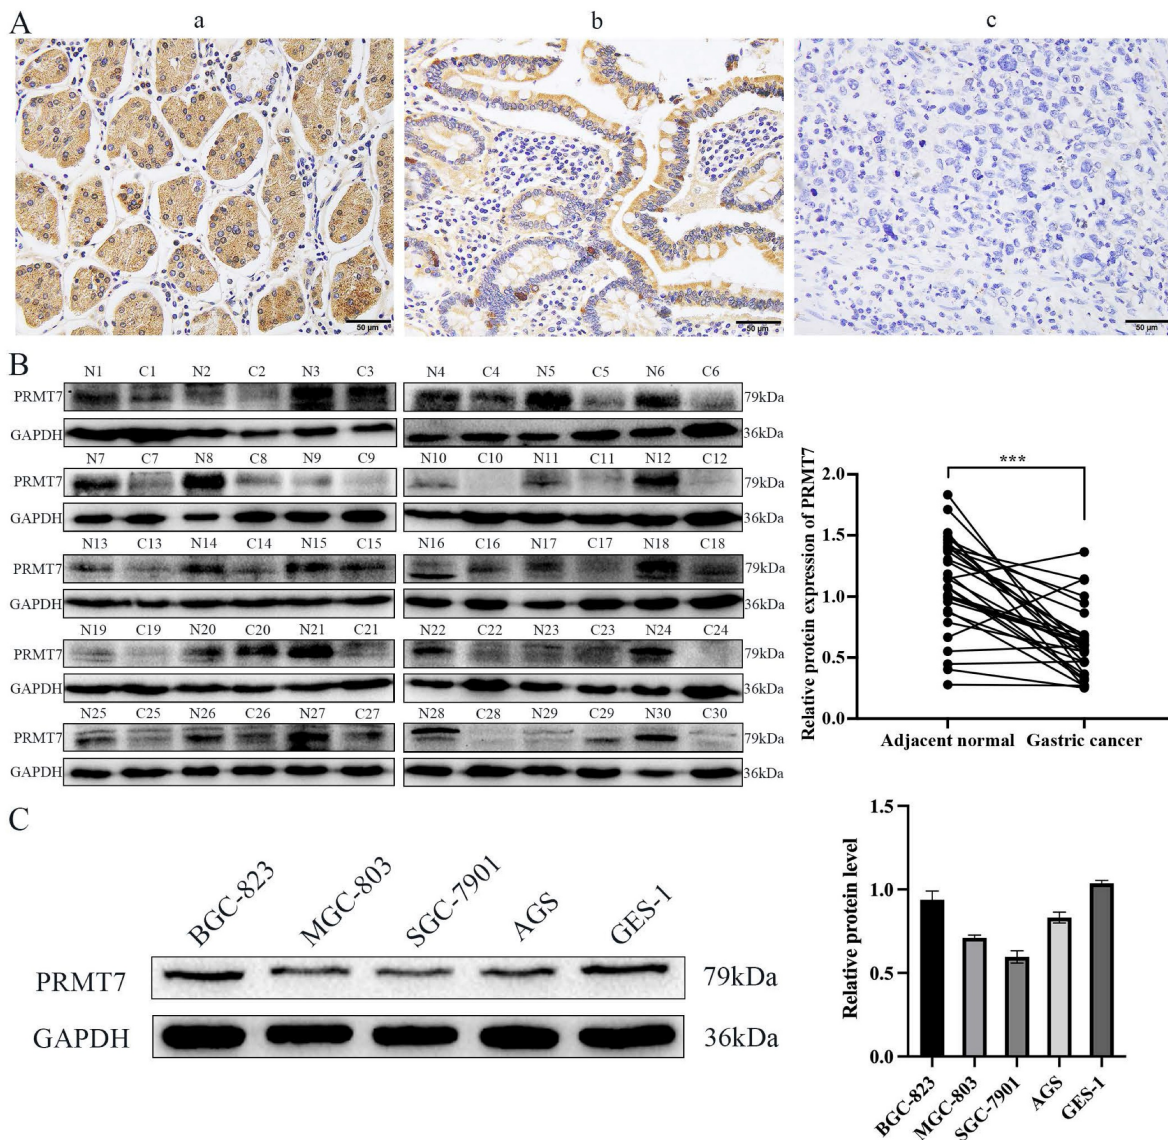 A
a
b
c
50 µm
50 µm
50 µm
B
N1 C1 N2 C2 N3 C3
N4 C4 N5 C5 N6 C6
PRMT7
79kDa
GAPDH
36kDa
N7 C7 N8 C8 N9 C9
N10 C10 N11 C11 N12 C12
PRMT7
79kDa
GAPDH
36kDa
N13 C13 N14 C14 N15 C15
N16 C16 N17 C17 N18 C18
PRMT7
79kDa
GAPDH
36kDa
N19 C19 N20 C20 N21 C21
N22 C22 N23 C23 N24 C24
PRMT7
79kDa
GAPDH
36kDa
N25 C25 N26 C26 N27 C27
N28 C28 N29 C29 N30 C30
PRMT7
79kDa
GAPDH
36kDa
Relative protein expression of PRMT7
2.0
1.5
1.0
0.5
0.0
***
Adjacent normal
Gastric cancer
C
BGC-823
MGC-803
SGC-7901
AGS
GES-1
PRMT7
79kDa
GAPDH
36kDa
Relative protein level
1.5
1.0
0.5
0.0
BGC-823
MGC-803
SGC-7901
AGS
GES-1